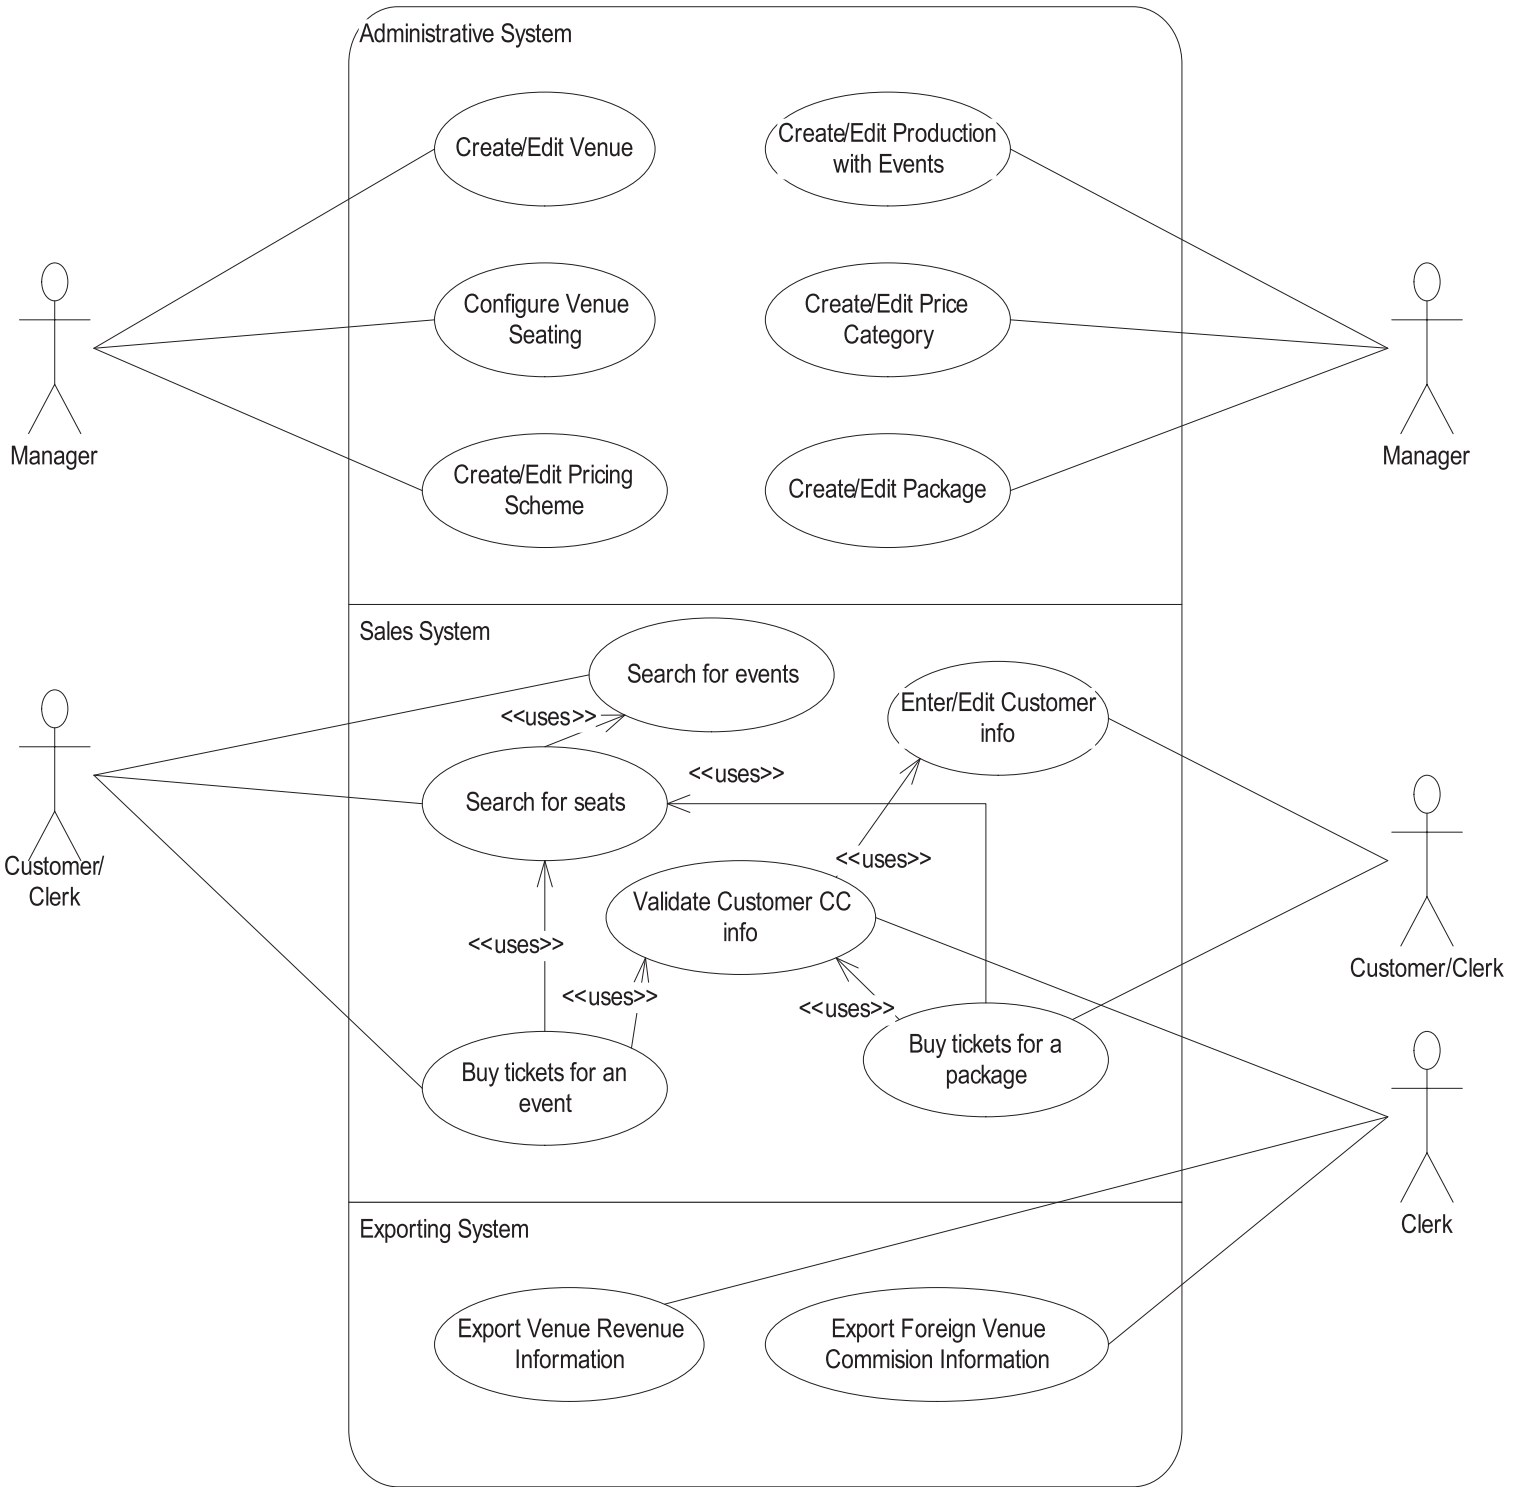 Administrative System
Create/Edit Venue
Create/Edit Production
with Events
Configure Venue
Seating
Create/Edit Price
Category
Manager
Manager
Create/Edit Pricing
Scheme
Create/Edit Package
Sales System
Search for events
Enter/Edit Customer
info
<<uses>>
<<uses>>
Search for seats
<<uses>>
Customer/
Clerk
Validate Customer CC
info
<<uses>>
Customer/Clerk
<<uses>>
<<uses>>
Buy tickets for an
event
Buy tickets for a
package
Clerk
Exporting System
Export Venue Revenue
Information
Export Foreign Venue
Commision Information